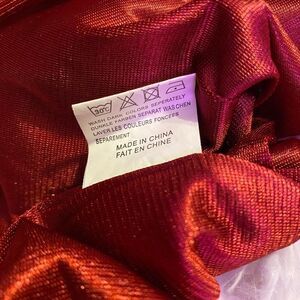 30°C
WASH DARK COLORS SEPERATELY
DUNKLE FARBEN SEPARAT WASCHEN
LAVER LES COULEURS FONCEES
SEPAREMENT
MADE IN CHINA
FAIT EN CHINE